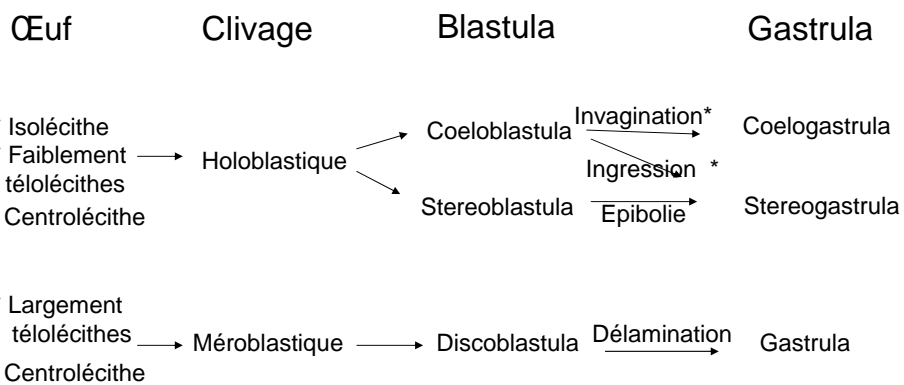 Œuf Clivage Blastula Gastrula
Invagination*
Isolécithe Coeloblastula Coelogastrula
Faiblement
télolécithes Holoblastique
Ingression *
Centrolécithe Stereoblastula Epibolie Stereogastrula
Largement
télolécithes Méroblastique Discoblastula Délamination Gastrula
Centrolécithe